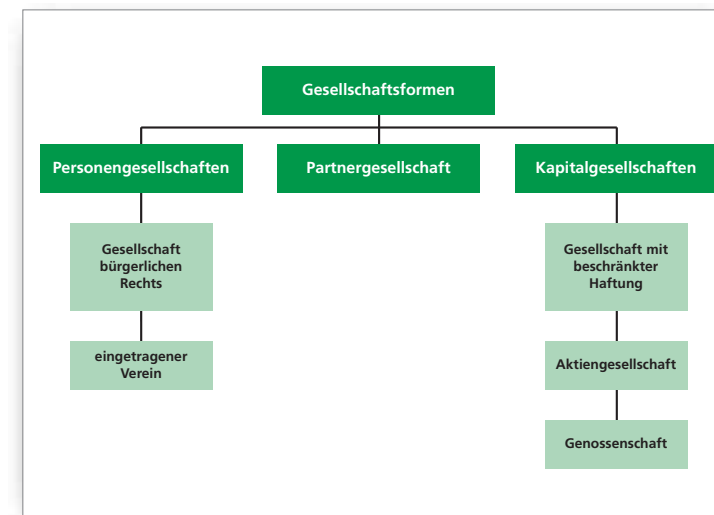 Gesellschaftsformen
Personengesellschaften
Partnergesellschaft
Kapitalgesellschaften
Gesellschaft
bürgerlichen
Rechts
eingetragener
Verein
Gesellschaft mit
beschränkter
Haftung
Aktiengesellschaft
Genossenschaft